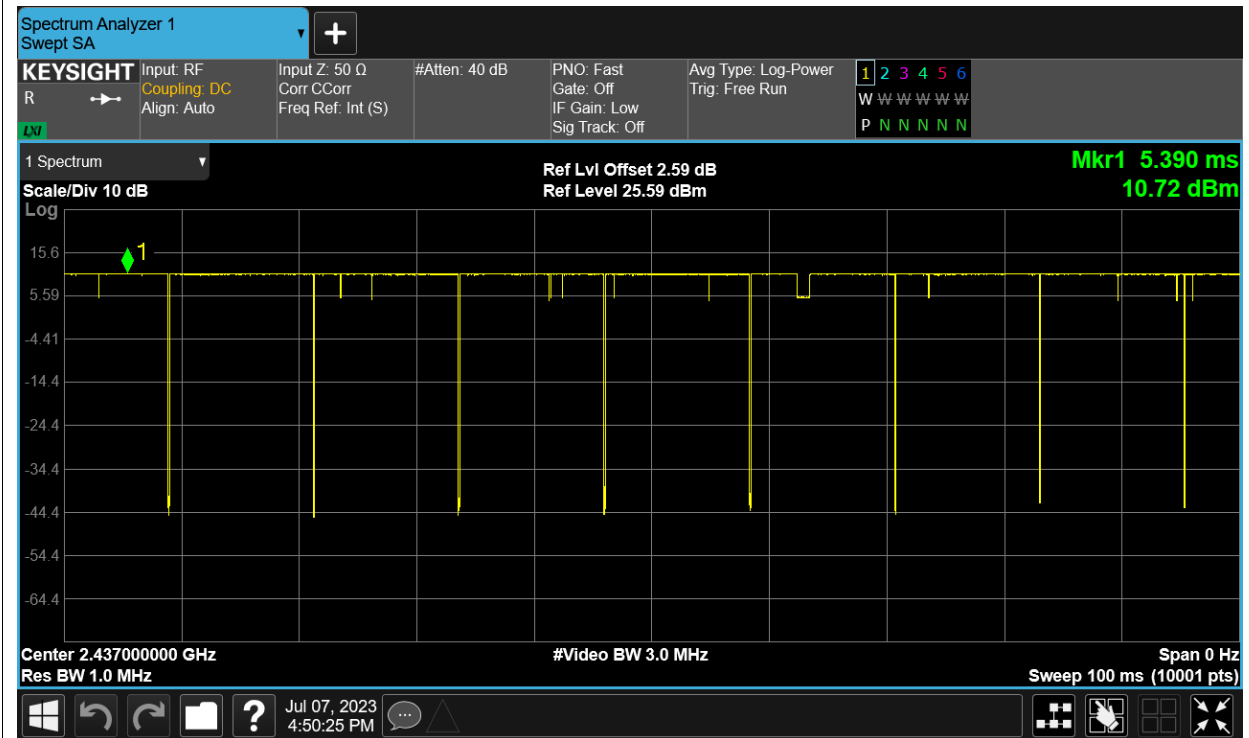 Spectrum Analyzer 1
Swept SA
+
KEYSIGHT
R
LXI
Input: RF
Coupling: DC
Align: Auto
Input Z: 50 Ω
Corr CCorr
Freq Ref: Int (S)
#Atten: 40 dB
PNO: Fast
Gate: Off
IF Gain: Low
Sig Track: Off
Avg Type: Log-Power
Trig: Free Run
1 2 3 4 5 6
W W W W W W
P N N N N N
1 Spectrum
Scale/Div 10 dB
Log
Ref Lvl Offset 2.59 dB
Ref Level 25.59 dBm
Mkr1 5.390 ms
10.72 dBm
1
15.6
5.59
-4.41
-14.4
-24.4
-34.4
-44.4
-54.4
-64.4
Center 2.437000000 GHz
#Video BW 3.0 MHz
Span 0 Hz
Res BW 1.0 MHz
Sweep 100 ms (10001 pts)
?
Jul 07, 2023
4:50:25 PM